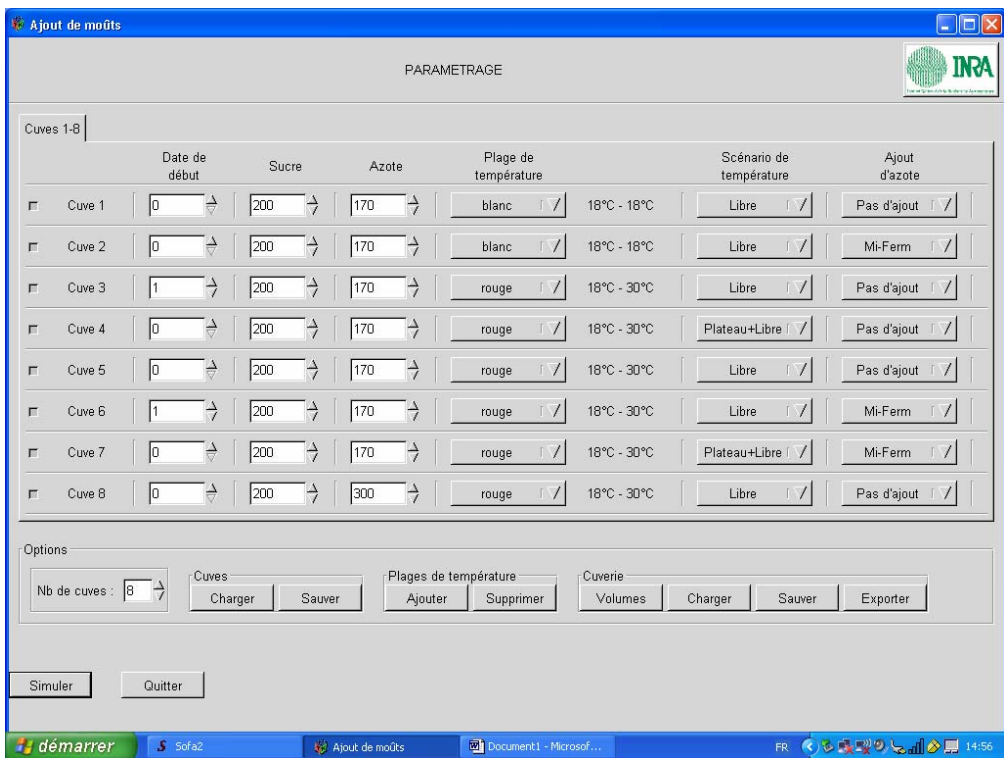 Ajout de moûts
PARAMETRAGE
INRA
Cuves 1-8
Date de début Sucre Azote Plage de température Scénario de température Ajout d'azote
Cuve 1 0 200 170 blanc 18°C - 18°C Libre Pas d'ajout
Cuve 2 0 200 170 blanc 18°C - 18°C Libre Mi-Ferm
Cuve 3 1 200 170 rouge 18°C - 30°C Libre Pas d'ajout
Cuve 4 0 200 170 rouge 18°C - 30°C Plateau+Libre Pas d'ajout
Cuve 5 0 200 170 rouge 18°C - 30°C Libre Pas d'ajout
Cuve 6 1 200 170 rouge 18°C - 30°C Libre Mi-Ferm
Cuve 7 0 200 170 rouge 18°C - 30°C Plateau+Libre Mi-Ferm
Cuve 8 0 200 300 rouge 18°C - 30°C Libre Pas d'ajout
Options
Cuves Plages de température Cuverie
Nb de cuves : 8 Charger Sauver Ajouter Supprimer Volumes Charger Sauver Exporter
Simuler Quitter
démarrer Sofa2 Ajout de moûts Document1 - Microsof... FR 14:56